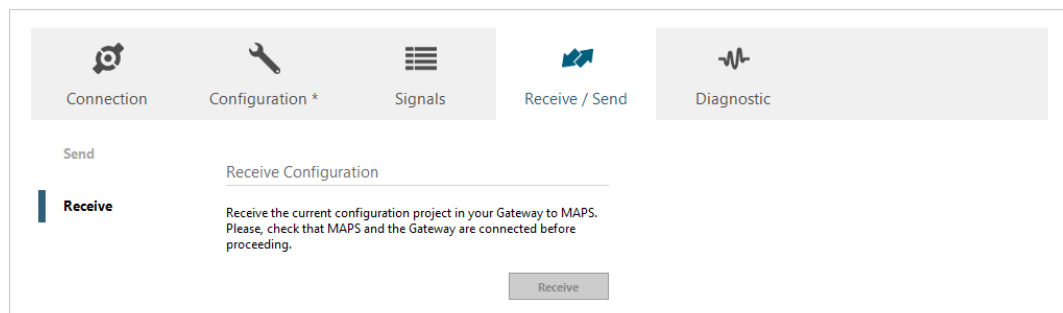 Connection
Configuration *
Signals
Receive / Send
Diagnostic
Send
Receive
Receive Configuration
Receive the current configuration project in your Gateway to MAPS.
Please, check that MAPS and the Gateway are connected before
proceeding.
Receive